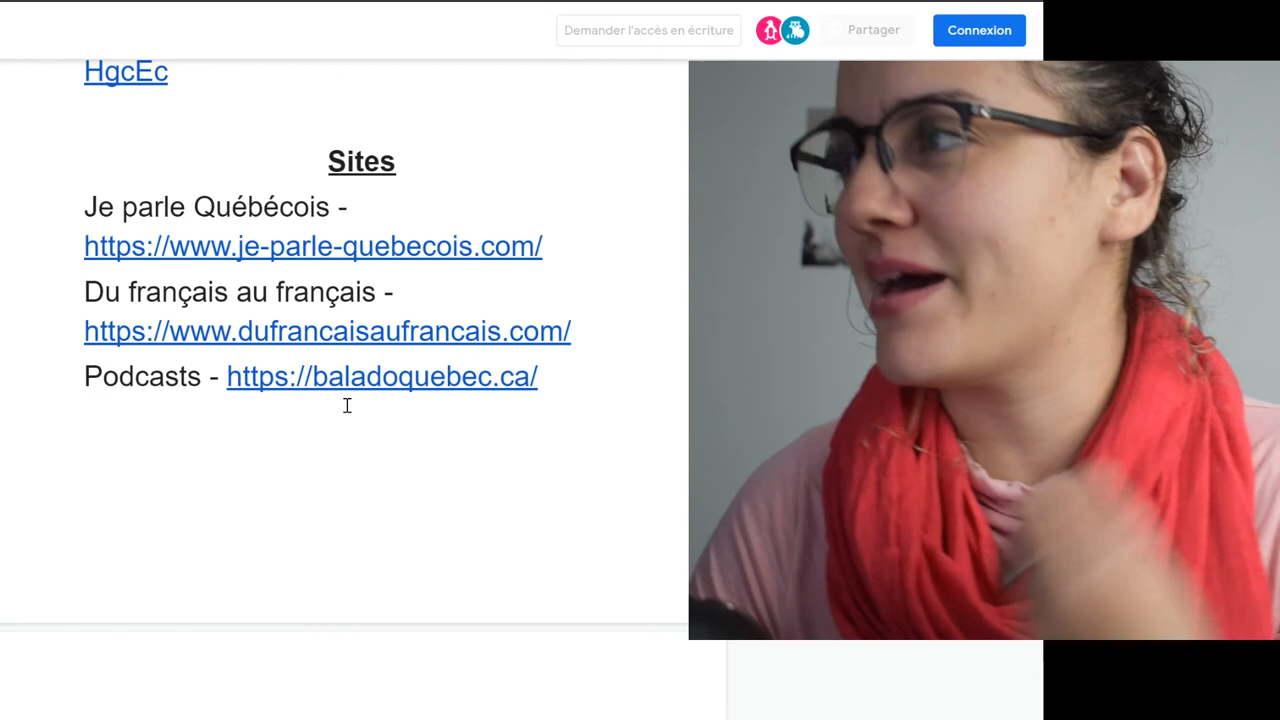 Demander l'accès en écriture
Partager
Connexion
HgcEc
Sites
Je parle Québécois -
https://www.je-parle-quebecois.com/
Du français au français -
https://www.dufrancaisaufrancais.com/
Podcasts - https://baladoquebec.ca/